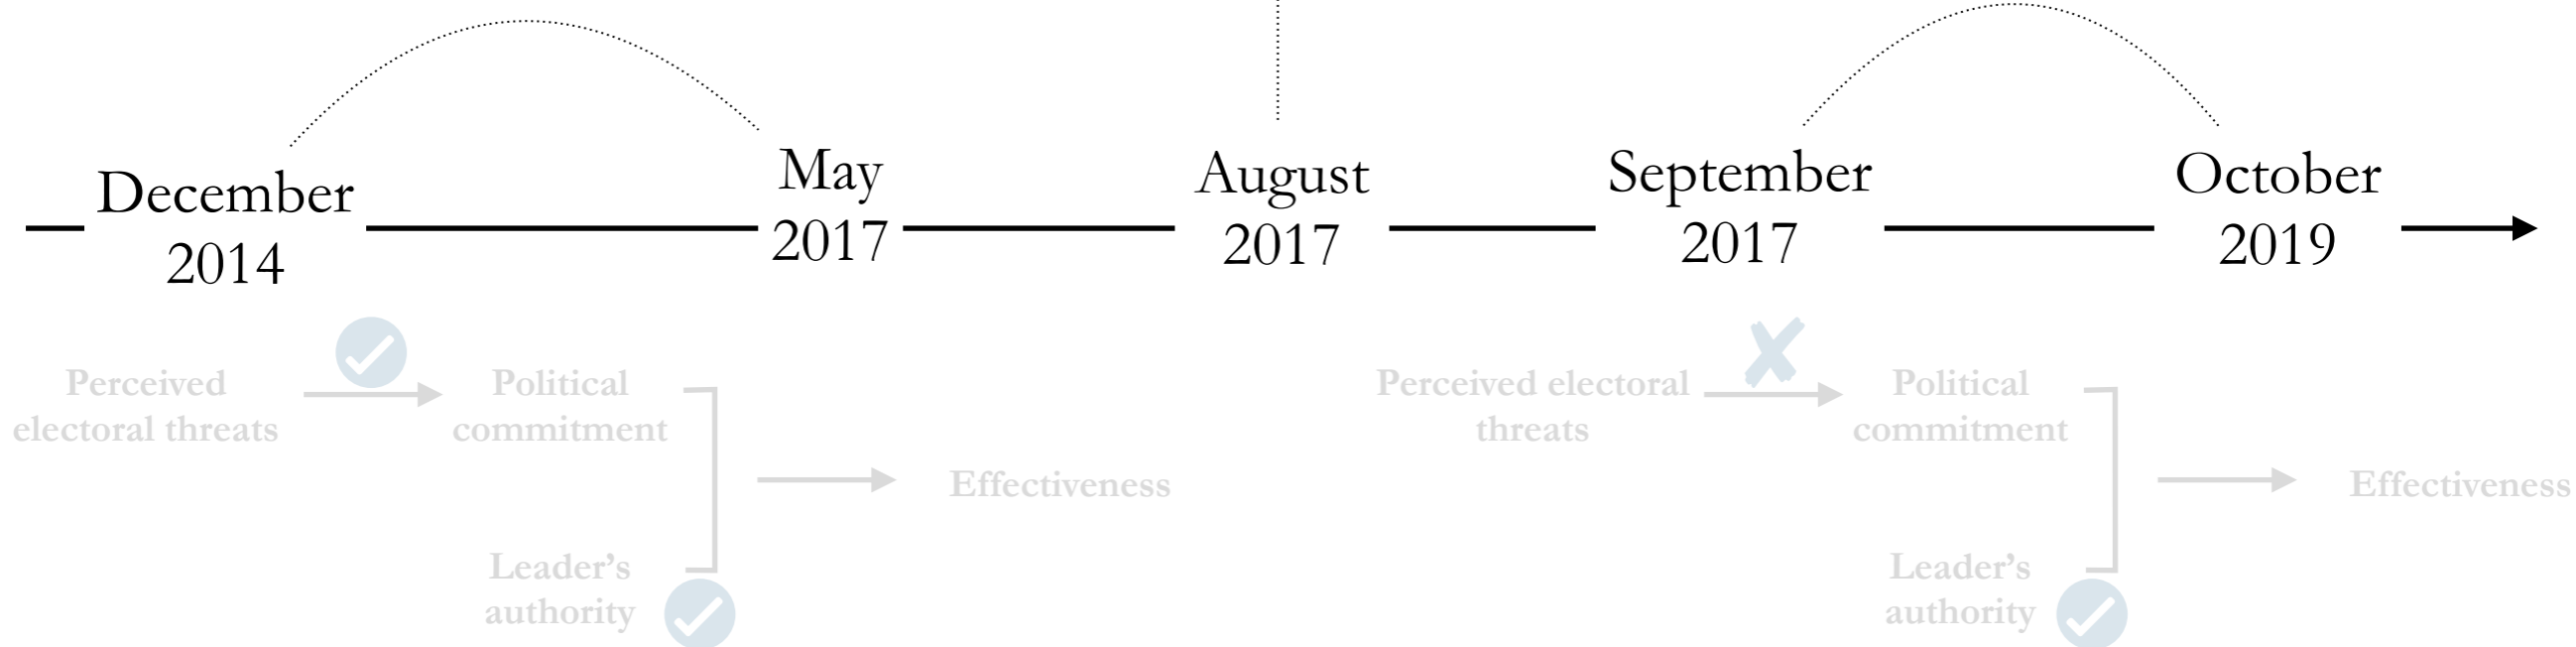 December
2014
May
2017
August
2017
September
2017
October
2019
Perceived
electoral threats
Political
commitment
Leader’s
authority
Effectiveness
Perceived electoral
threats
Political
commitment
Leader’s
authority
Effectiveness